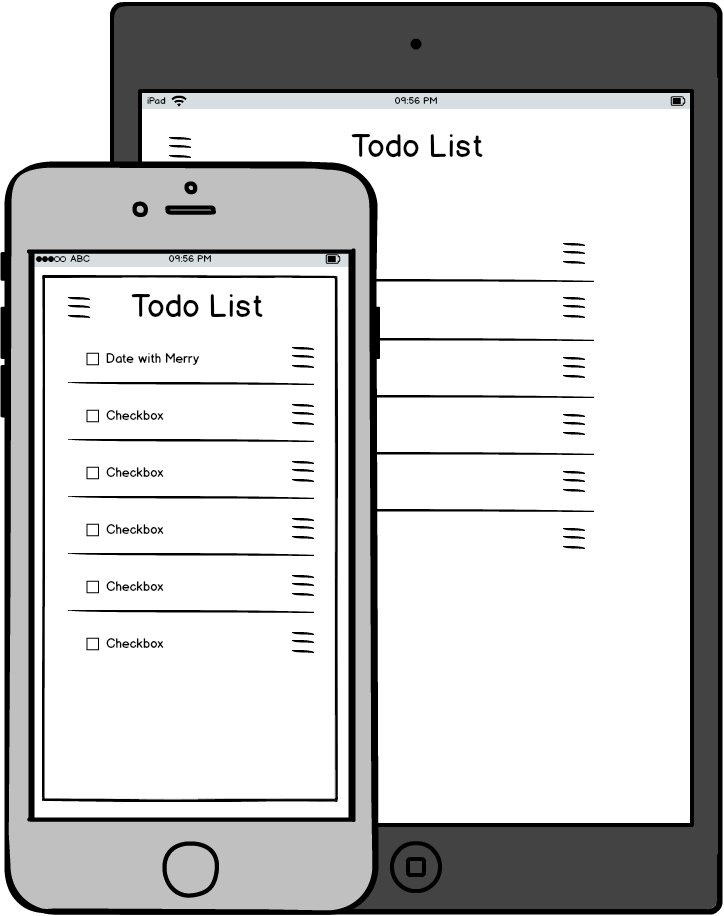 iPad 09:56 PM
Todo List
ABC 09:56 PM
Todo List
Date with Merry
Checkbox
Checkbox
Checkbox
Checkbox
Checkbox